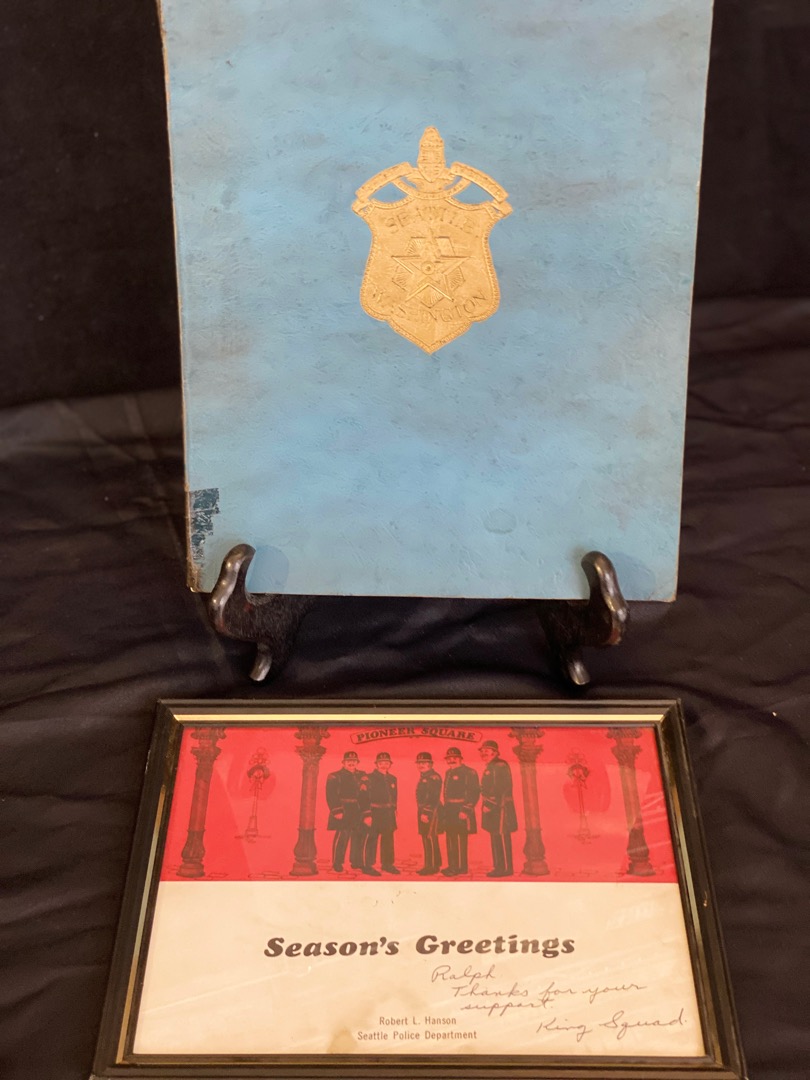 SEATTLE
WASHINGTON
PIONEER SQUARE
Season's Greetings
Ralph
Thanks for your
support.
King Squad.
Robert L. Hanson
Seattle Police Department